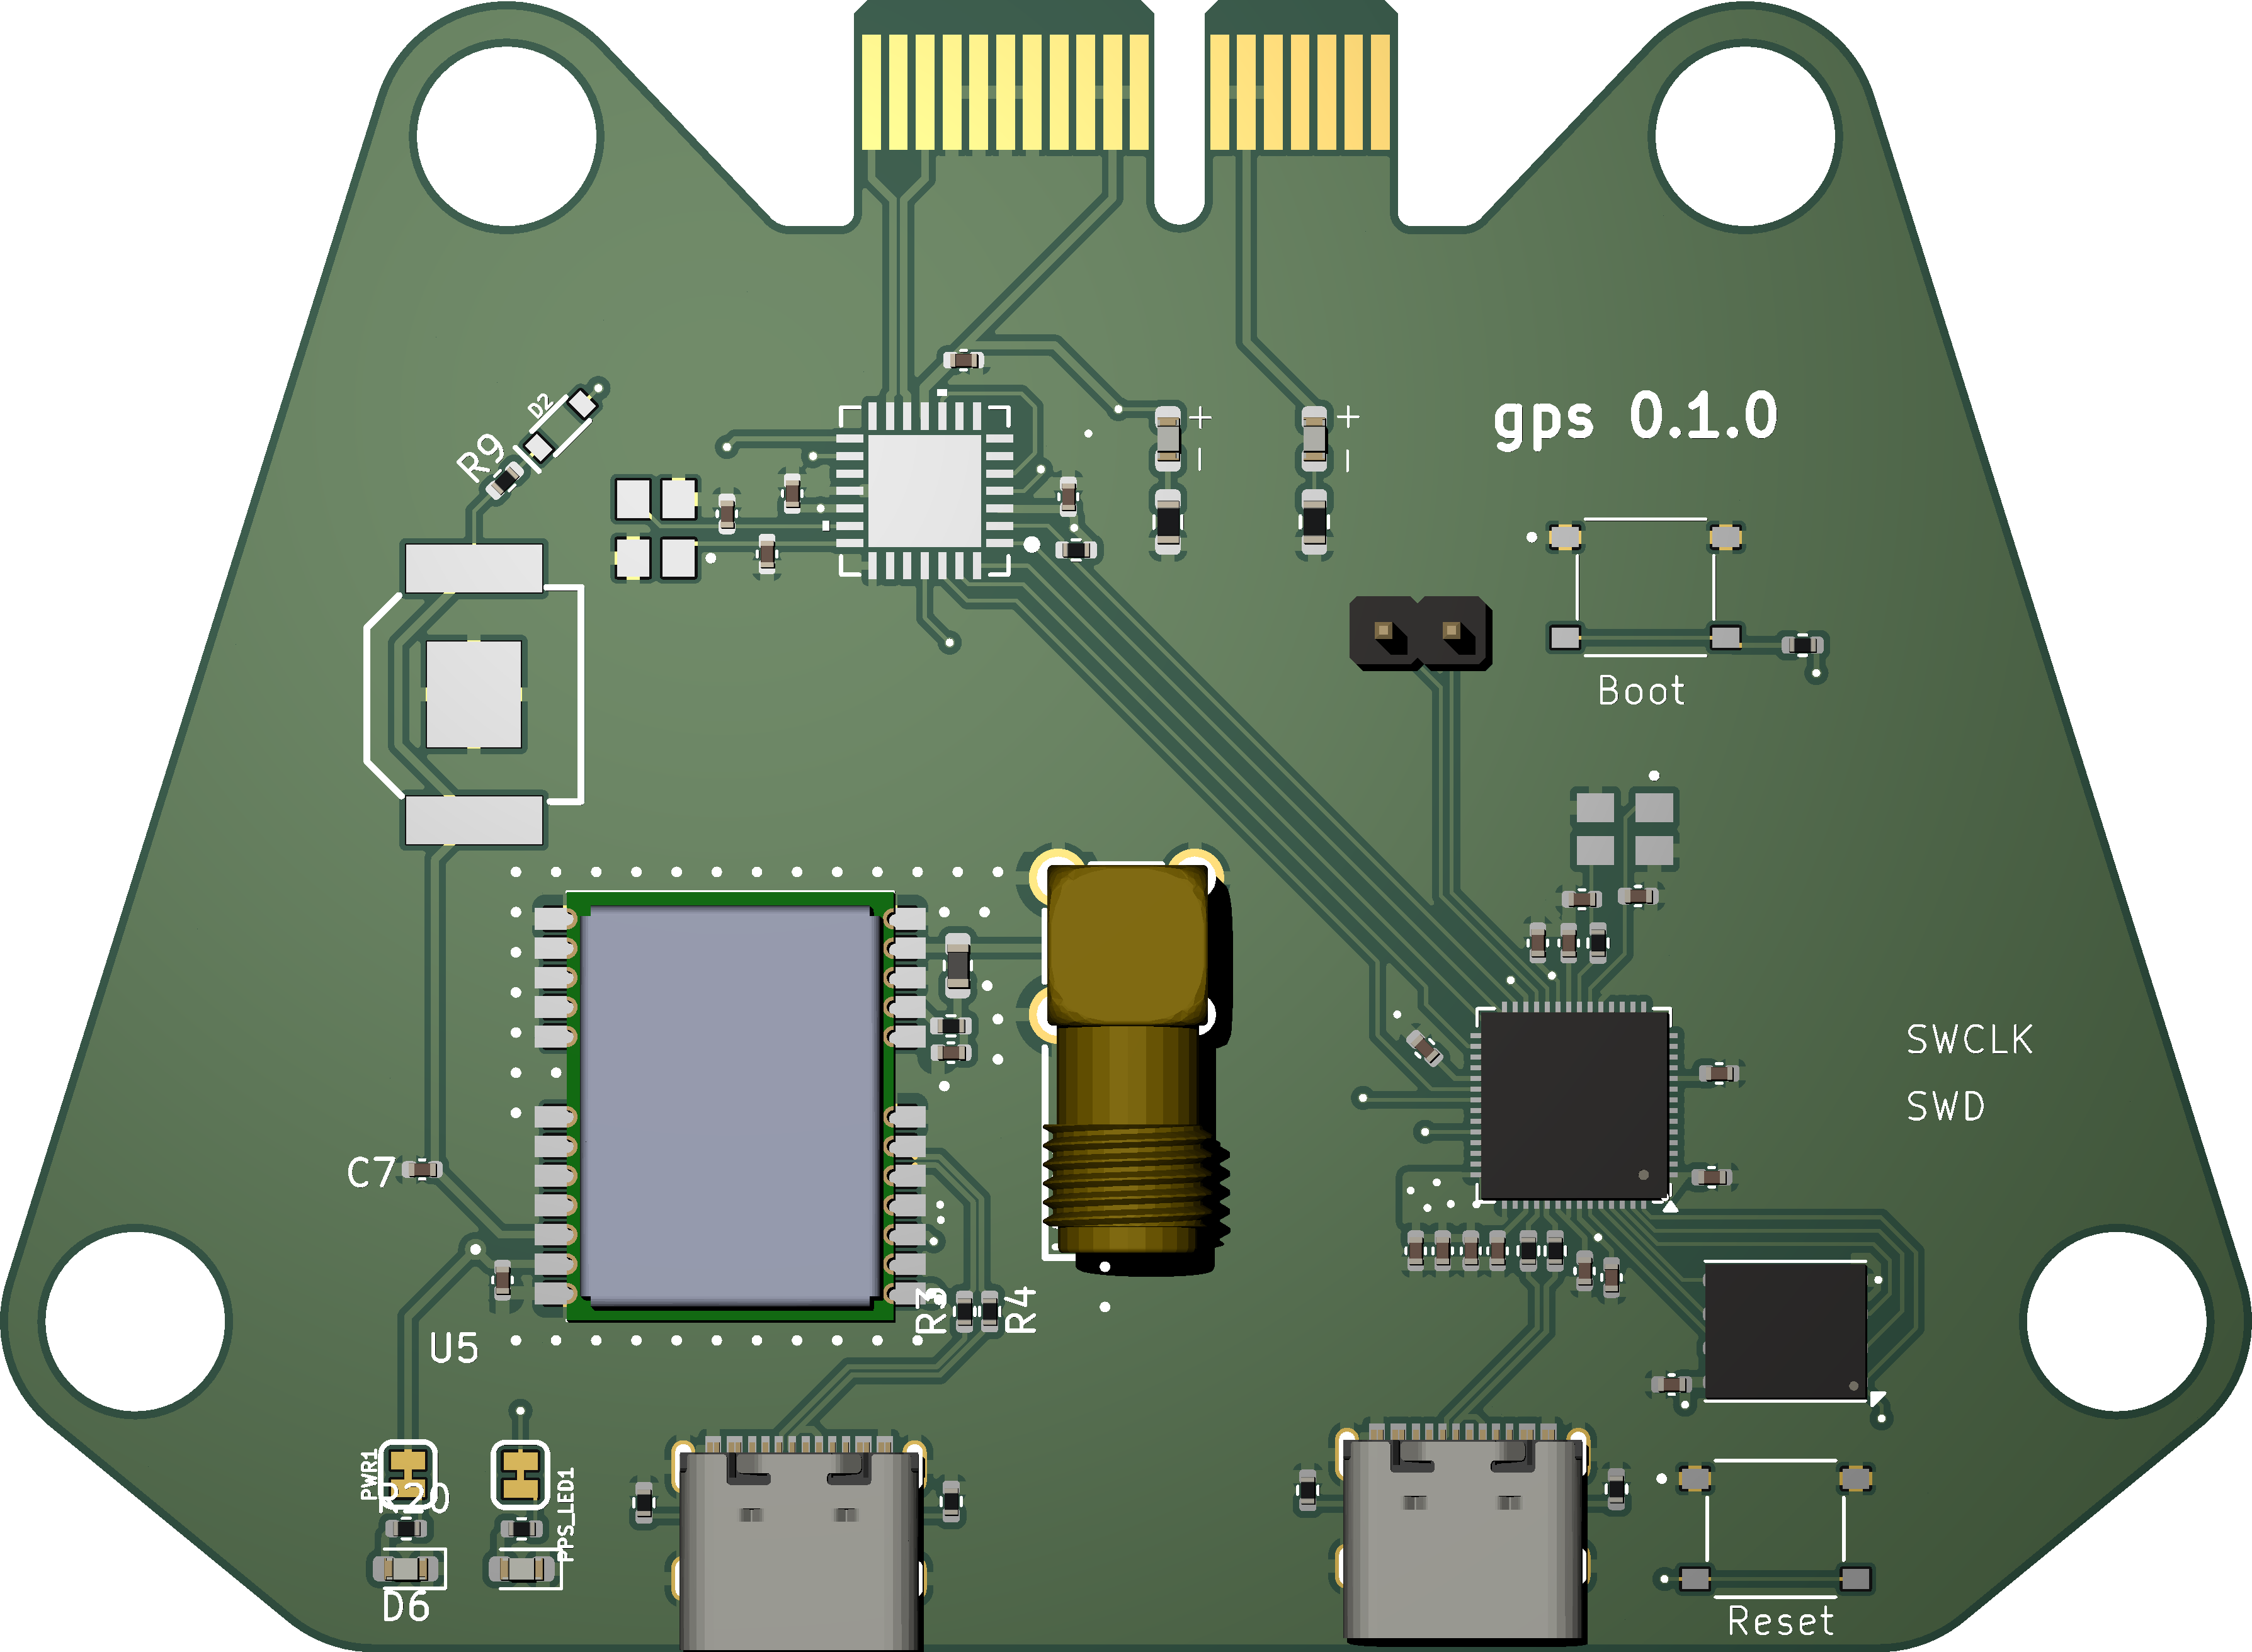 D2
R9
gps 0.1.0
+
+
Boot
SWCLK
SWD
C7
R3
R4
U5
PWR1
R20
PPS_LED1
D6
Reset